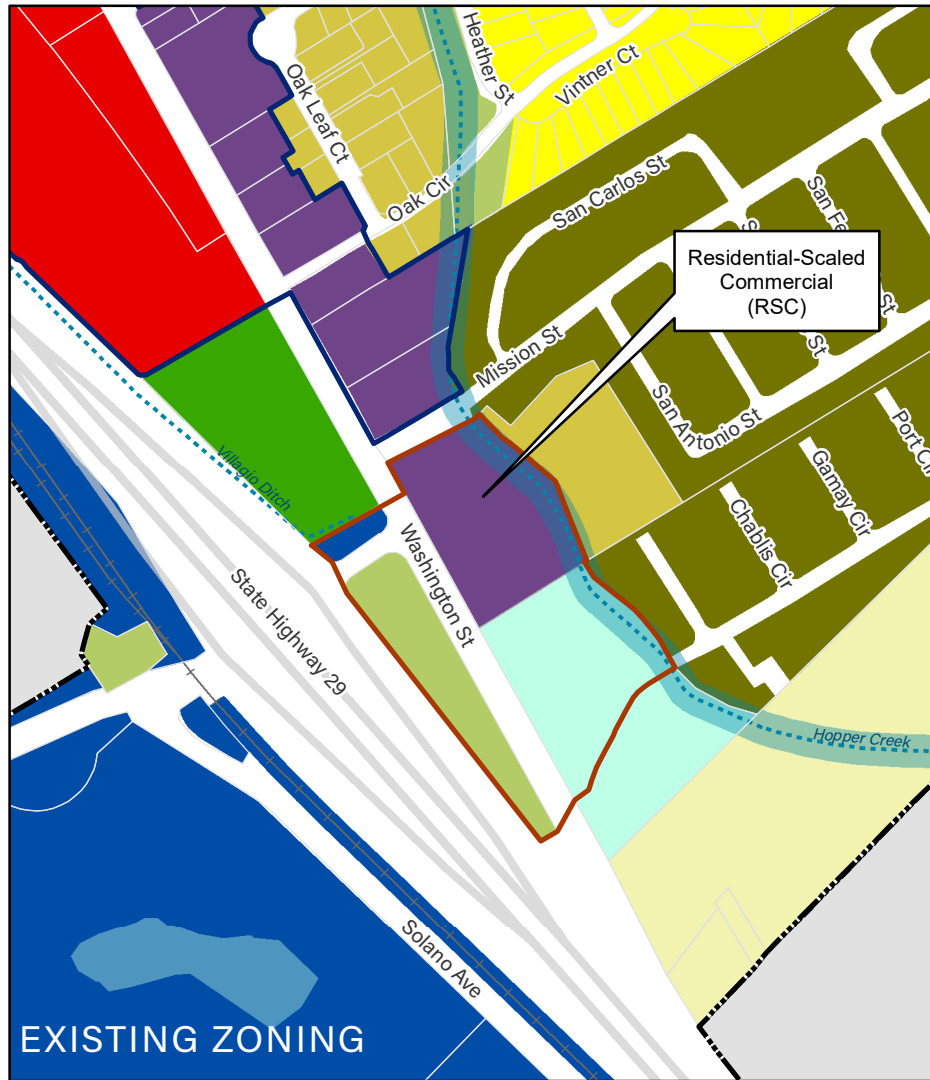 Heather St
Vintner Ct
Oak Leaf Ct
Oak Cir
San Carlos St
Residential-Scaled
Commercial
(RSC)
Mission St
San Antonio St
Port Cir
Gamay Cir
Chablis Cir
Villagio Ditch
Washington St
State Highway 29
Hopper Creek
Solano Ave
EXISTING ZONING